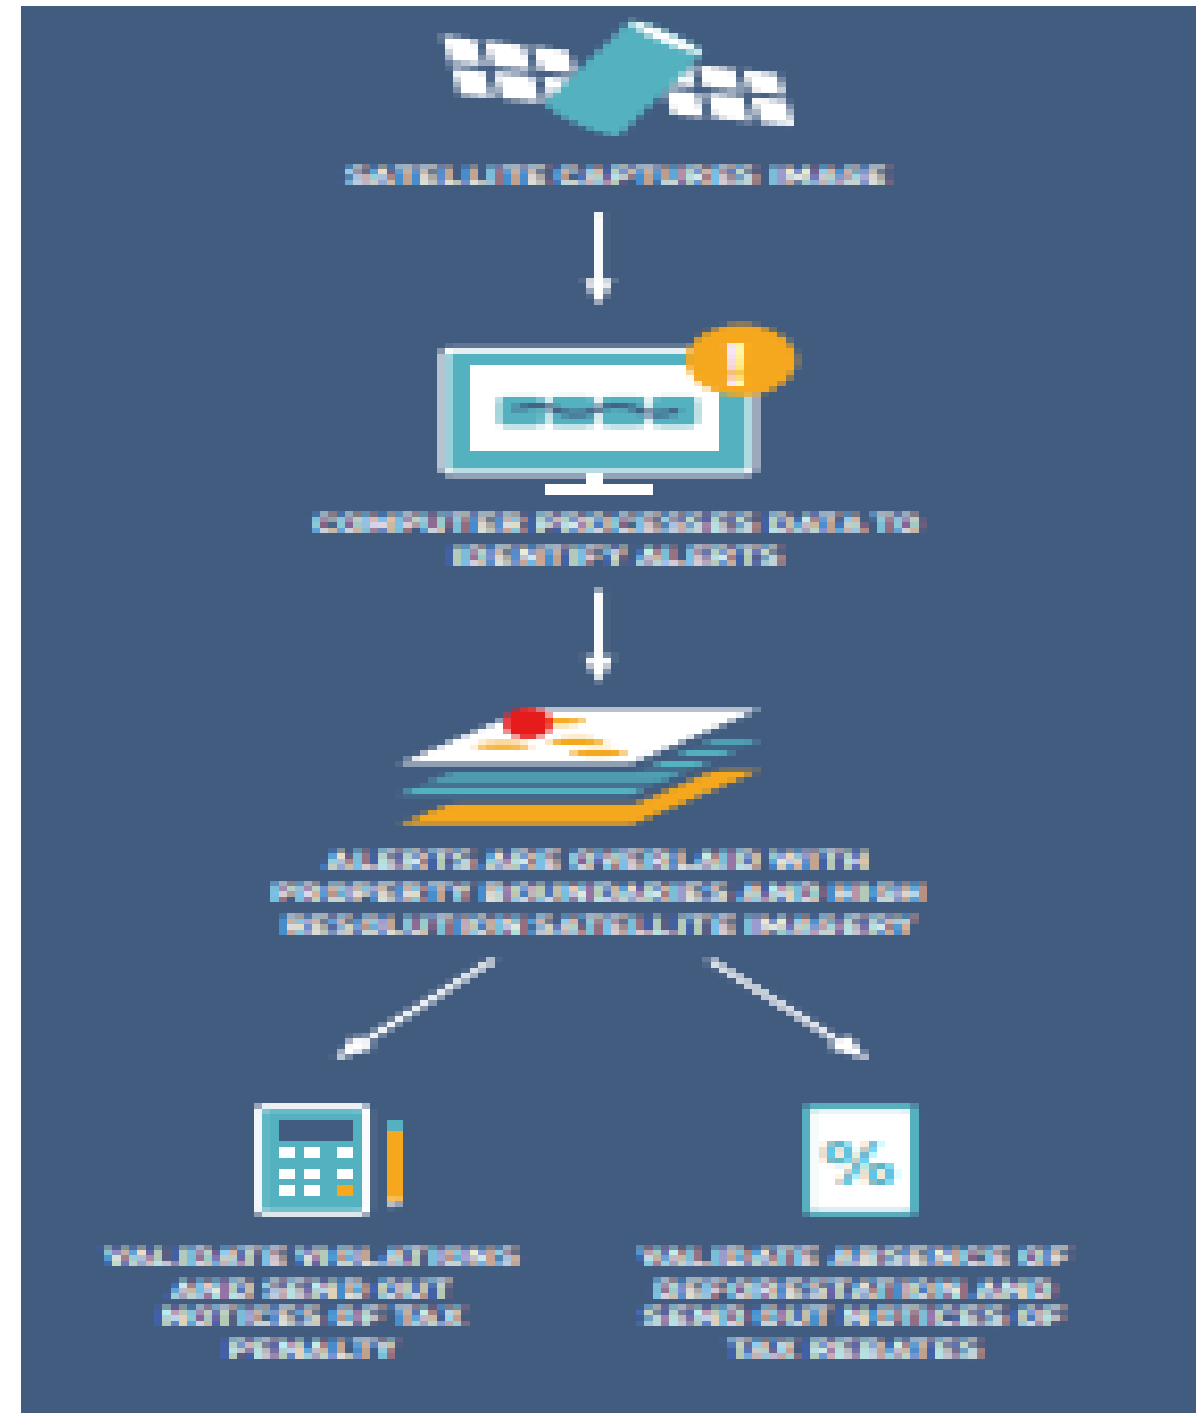 SATELLITE CAPTURES IMAGE
!
COMPUTER PROCESSES DATA TO
IDENTIFY ALERTS
ALERTS ARE OVERLAID WITH
PROPERTY BOUNDARIES AND HIGH
RESOLUTION SATELLITE IMAGERY
%
VALIDATE VIOLATIONS
AND SEND OUT
NOTICES OF TAX
PENALTY
VALIDATE ABSENCE OF
DEFORESTATION AND
SEND OUT NOTICES OF
TAX REBATES